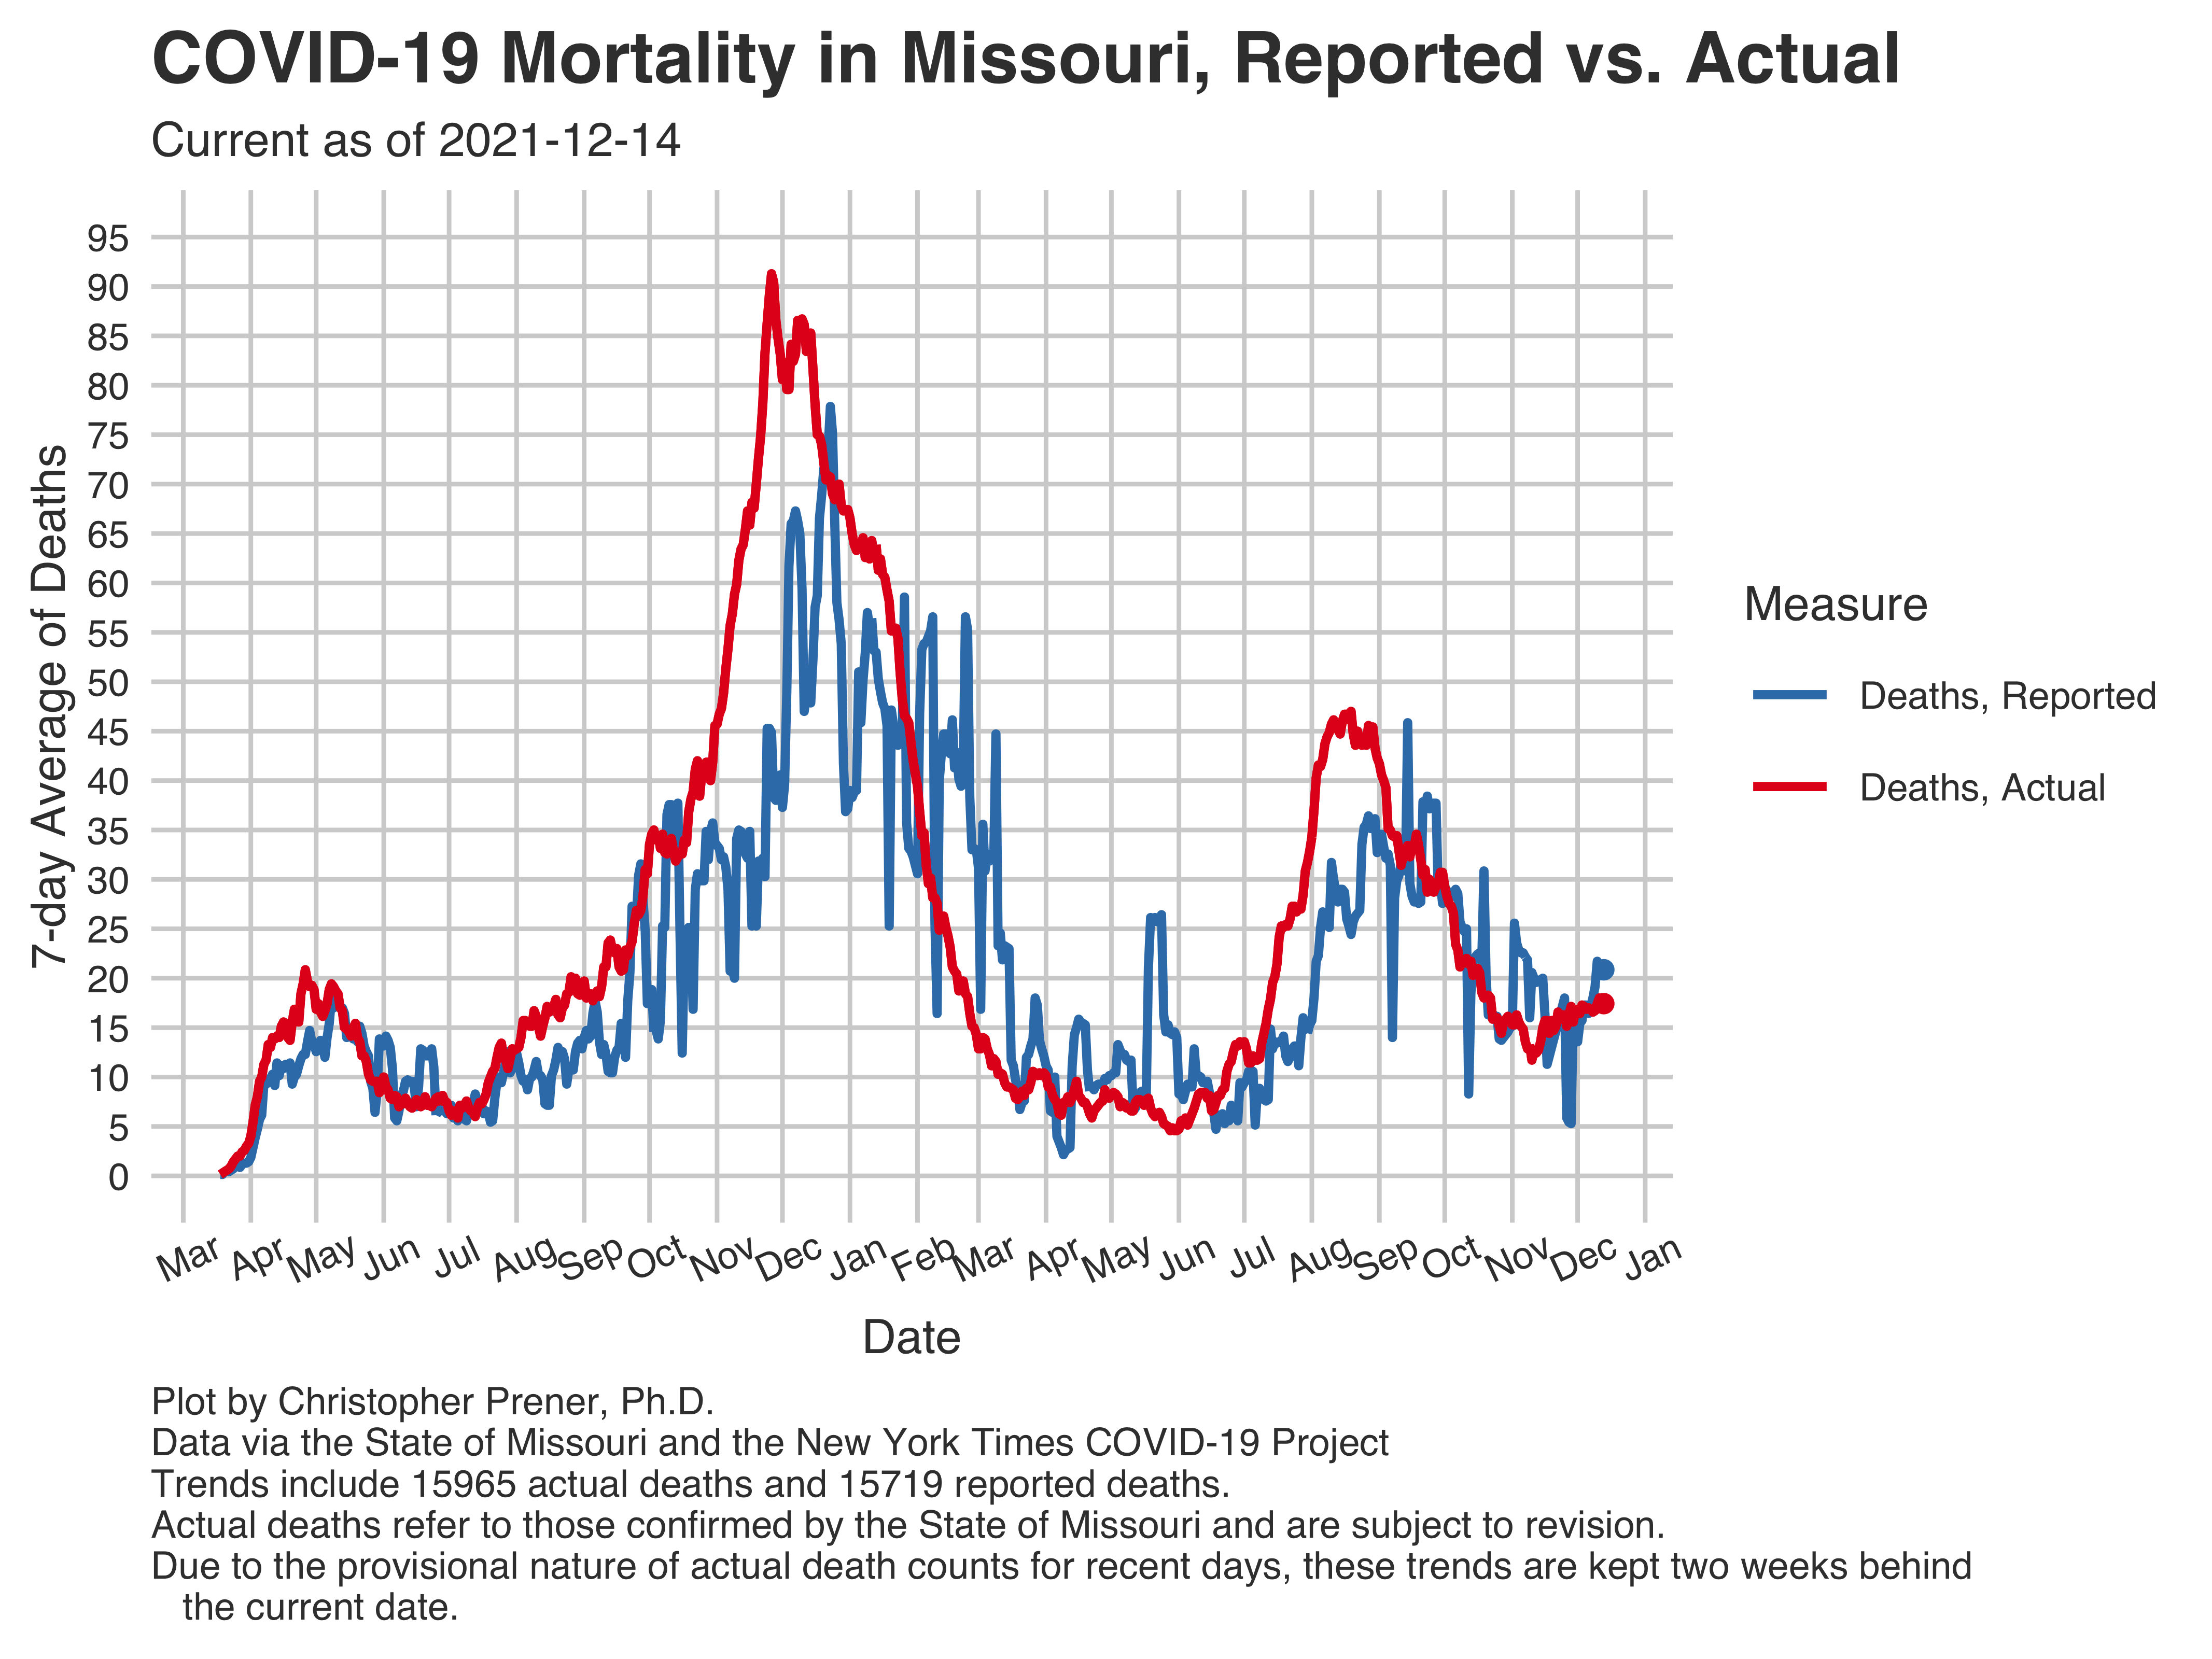 COVID-19 Mortality in Missouri, Reported vs. Actual
Current as of 2021-12-14
95
90
85
80
75
70
65
60
55
50
45
40
35
30
25
20
15
10
5
0
7-day Average of Deaths
Measure
Deaths, Reported
Deaths, Actual
Mar Apr May Jun Jul Aug Sep Oct Nov Dec Jan Feb Mar Apr May Jun Jul Aug Sep Oct Nov Dec Jan
Date
Plot by Christopher Prener, Ph.D.
Data via the State of Missouri and the New York Times COVID-19 Project
Trends include 15965 actual deaths and 15719 reported deaths.
Actual deaths refer to those confirmed by the State of Missouri and are subject to revision.
Due to the provisional nature of actual death counts for recent days, these trends are kept two weeks behind
the current date.